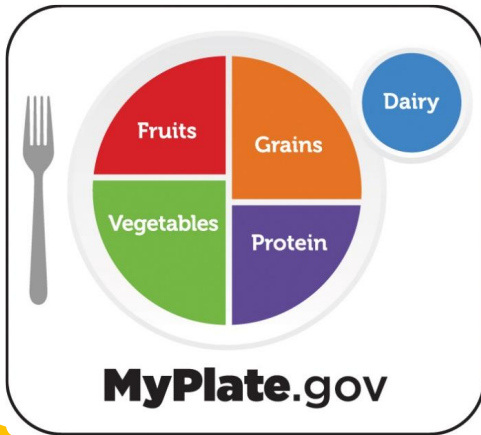 Dairy
Fruits
Grains
Vegetables
Protein
MyPlate.gov